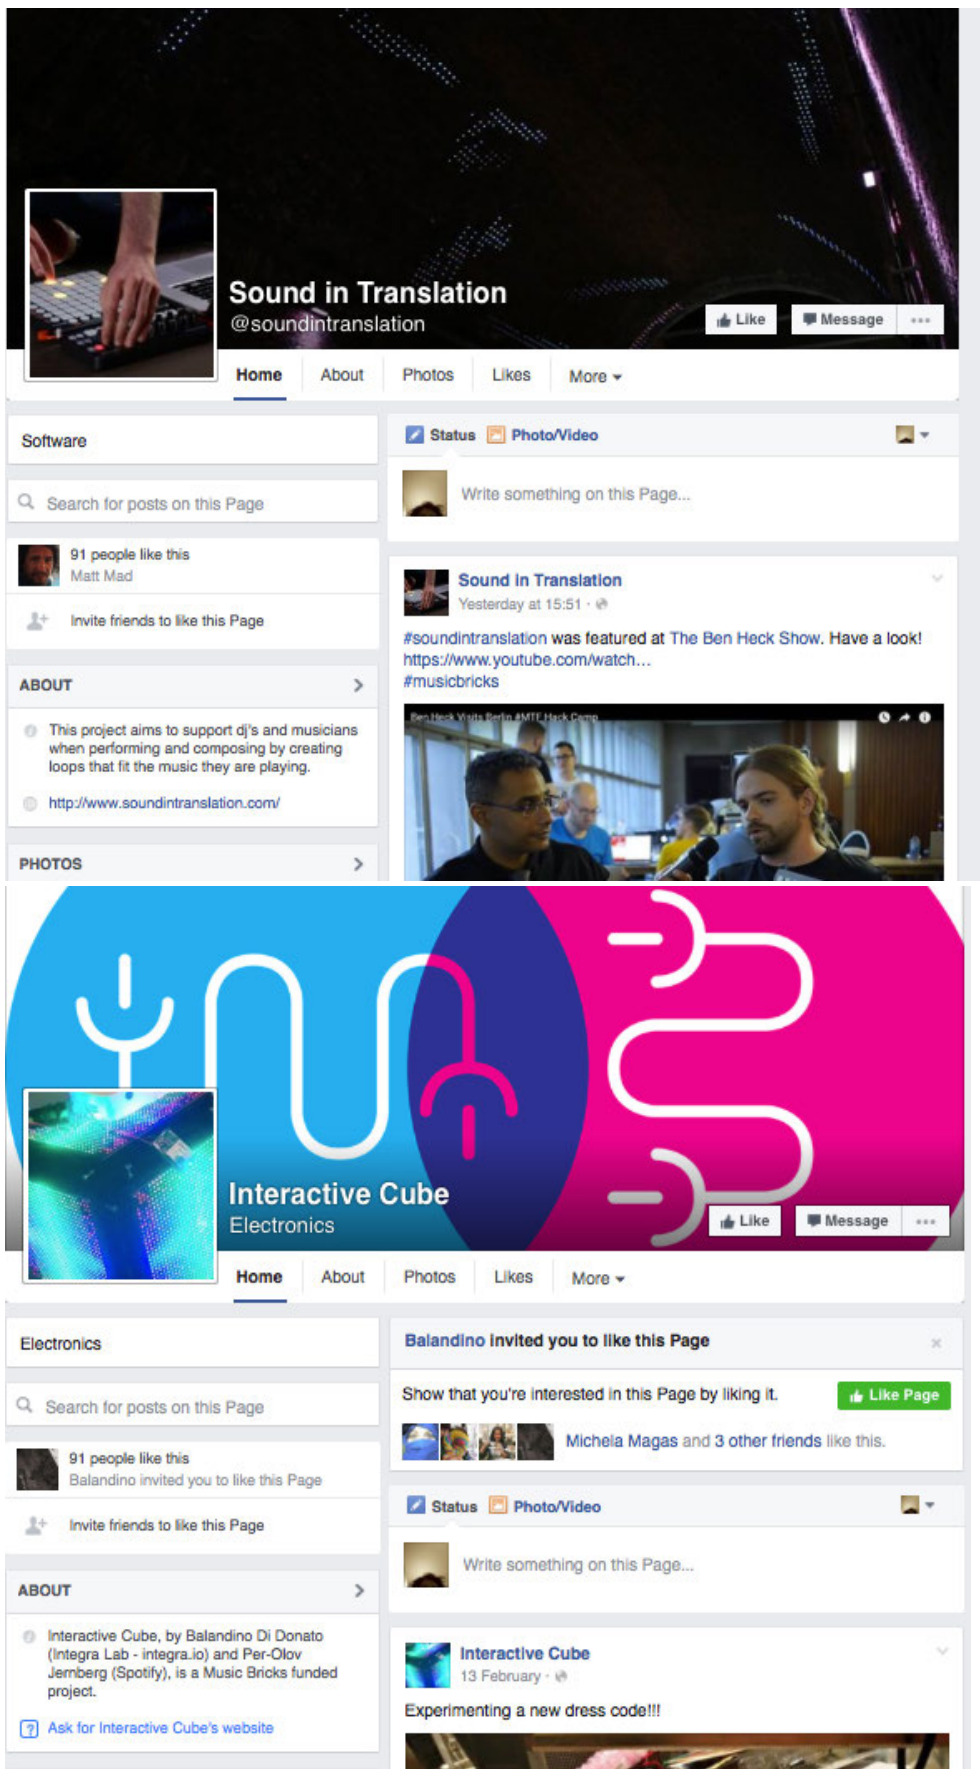 Sound in Translation
@soundintranslation
Like
Message
Home
About
Photos
Likes
More
Software
Search for posts on this Page
91 people like this
Matt Mad
Invite friends to like this Page
ABOUT
This project aims to support dj's and musicians
when performing and composing by creating
loops that fit the music they are playing.
http://www.soundintranslation.com/
PHOTOS
Status
Photo/Video
Write something on this Page...
Sound in Translation
Yesterday at 15:51 ·
#soundintranslation was featured at The Ben Heck Show. Have a look!
https://www.youtube.com/watch...
#musicbricks
Ben Heck Visits Berlin #MTF Hack Camp
Interactive Cube
Electronics
Like
Message
Home
About
Photos
Likes
More
Electronics
Search for posts on this Page
91 people like this
Balandino invited you to like this Page
Invite friends to like this Page
ABOUT
Interactive Cube, by Balandino Di Donato
(Integra Lab - integra.io) and Per-Olov
Jernberg (Spotify), is a Music Bricks funded
project.
Ask for Interactive Cube's website
Balandino invited you to like this Page
Show that you're interested in this Page by liking it.
Like Page
Michela Magas and 3 other friends like this.
Status
Photo/Video
Write something on this Page...
Interactive Cube
13 February ·
Experimenting a new dress code!!!